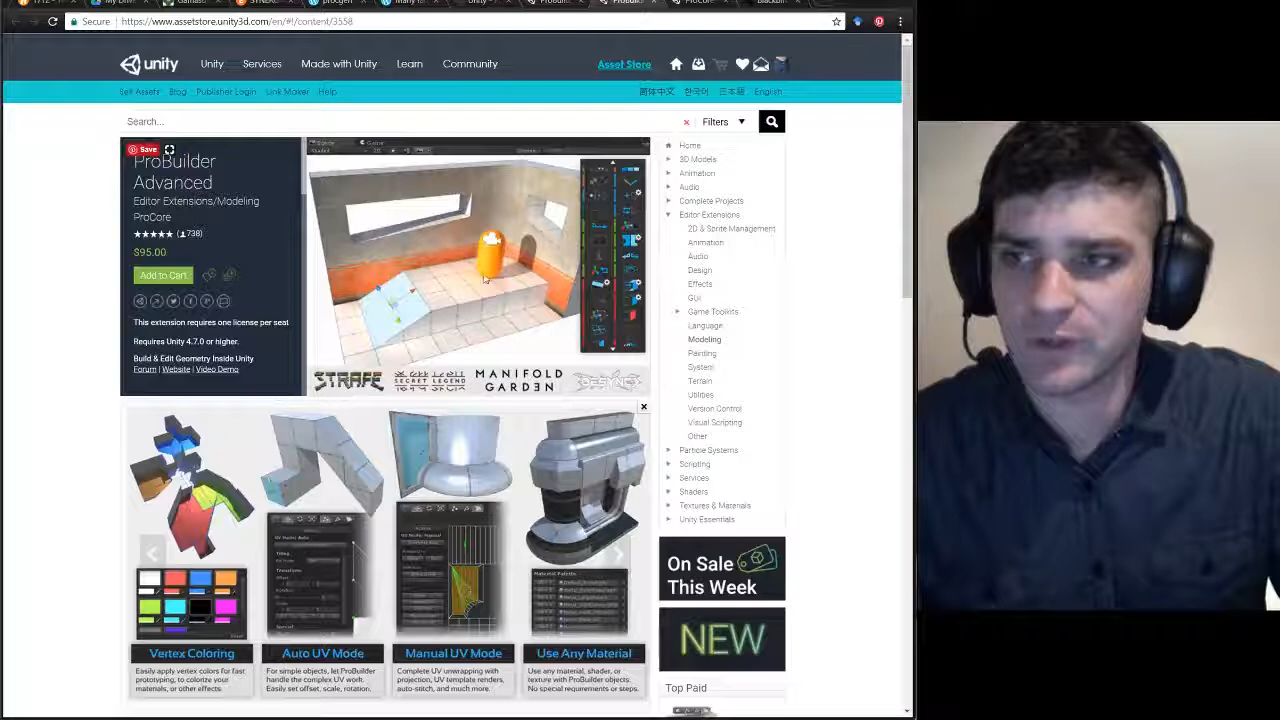 Secure
https://www.assetstore.unity3d.com/en/#!/content/3558
unity
Unity
Services
Made with Unity
Learn
Community
Asset Store
Sell Assets
Blog
Publisher Login
Link Maker
Help
简体中文
한국어
日本語
English
Search...
Filters
Save
ProBuilder
Advanced
Editor Extensions/Modeling
ProCore
(738)
$95.00
Add to Cart
This extension requires one license per seat
Requires Unity 4.7.0 or higher.
Build & Edit Geometry Inside Unity
Forum | Website | Video Demo
STRAFE
SECRET LEGEND
MANIFOLD
GARDEN
DESYNC
Home
3D Models
Animation
Audio
Complete Projects
Editor Extensions
2D & Sprite Management
Animation
Audio
Design
Effects
GUI
Game Toolkits
Language
Modeling
Painting
System
Terrain
Utilities
Version Control
Visual Scripting
Other
Particle Systems
Scripting
Services
Shaders
Textures & Materials
Unity Essentials
On Sale
This Week
NEW
Top Paid
Vertex Coloring
Easily apply vertex colors for fast
prototyping, to colorize your
materials, or other effects.
Auto UV Mode
For simple objects, let ProBuilder
handle the complex UV work.
Easily set offset, scale, rotation.
Manual UV Mode
Complete UV unwrapping with
projection, UV template renders,
auto-stitch, and much more.
Use Any Material
Use any material, shader, or
texture with ProBuilder objects.
No special requirements or steps.